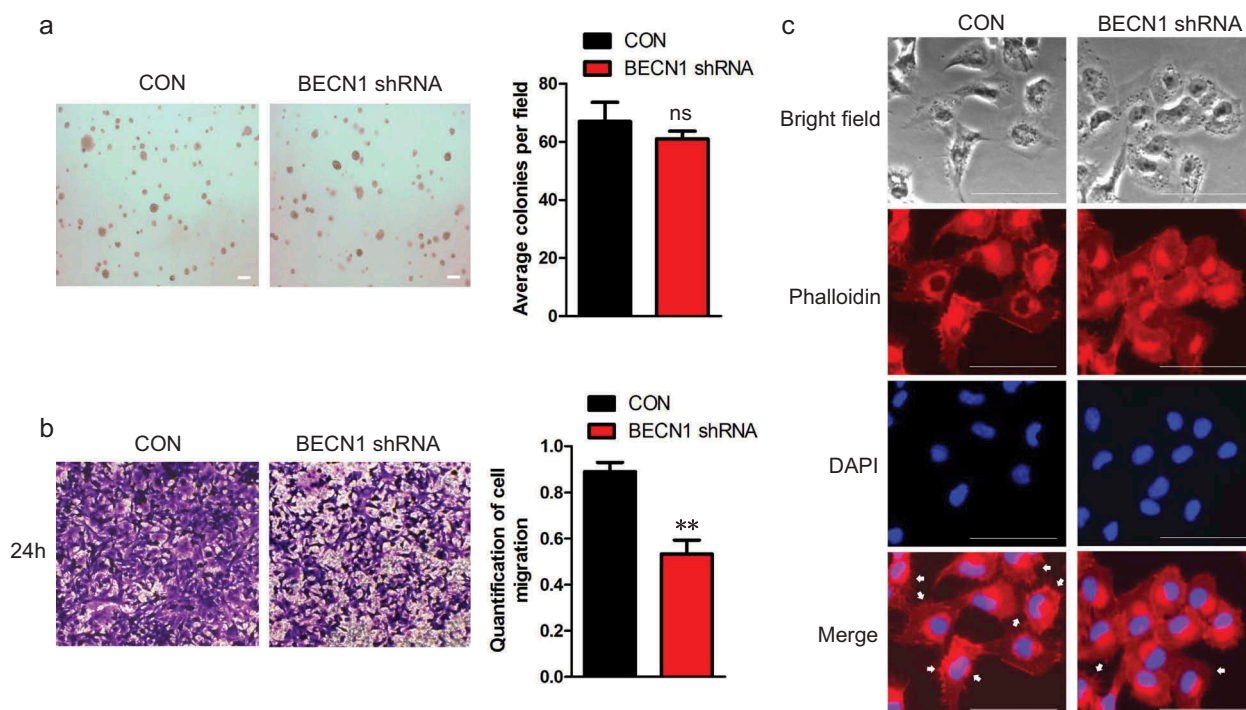 a
CON
BECN1 shRNA
CON
BECN1 shRNA
Average colonies per field
80
60
40
20
0
ns
b
CON
BECN1 shRNA
24h
CON
BECN1 shRNA
Quantification of cell
migration
1.0
0.8
0.6
0.4
0.2
0.0
**
c
CON
BECN1 shRNA
Bright field
Phalloidin
DAPI
Merge